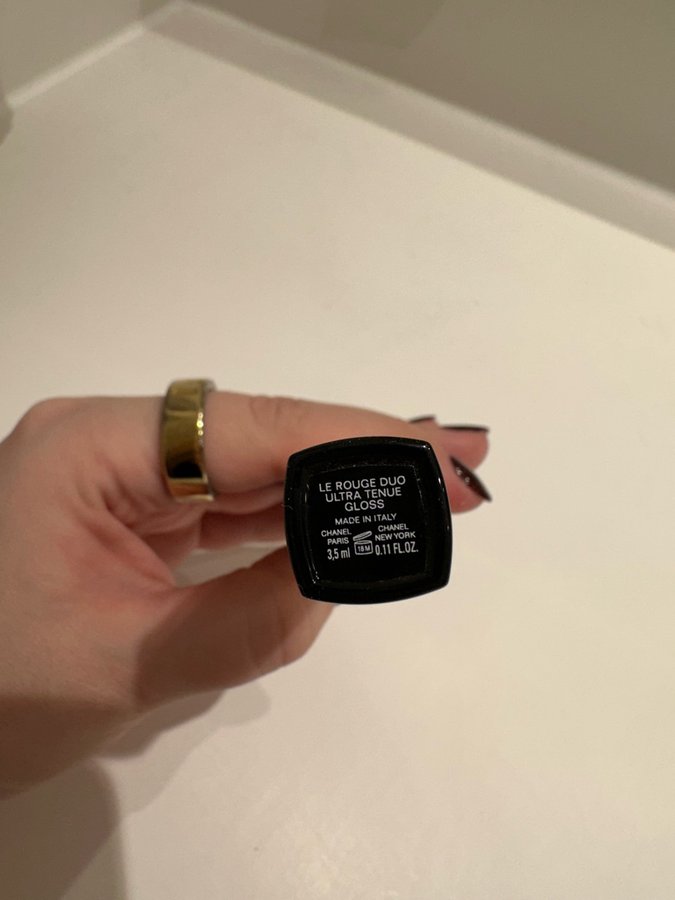 LE ROUGE DUO
ULTRA TENUE
GLOSS
MADE IN ITALY
CHANEL CHANEL
PARIS NEW YORK
3,5 ml 18M 0.11 FL.OZ.